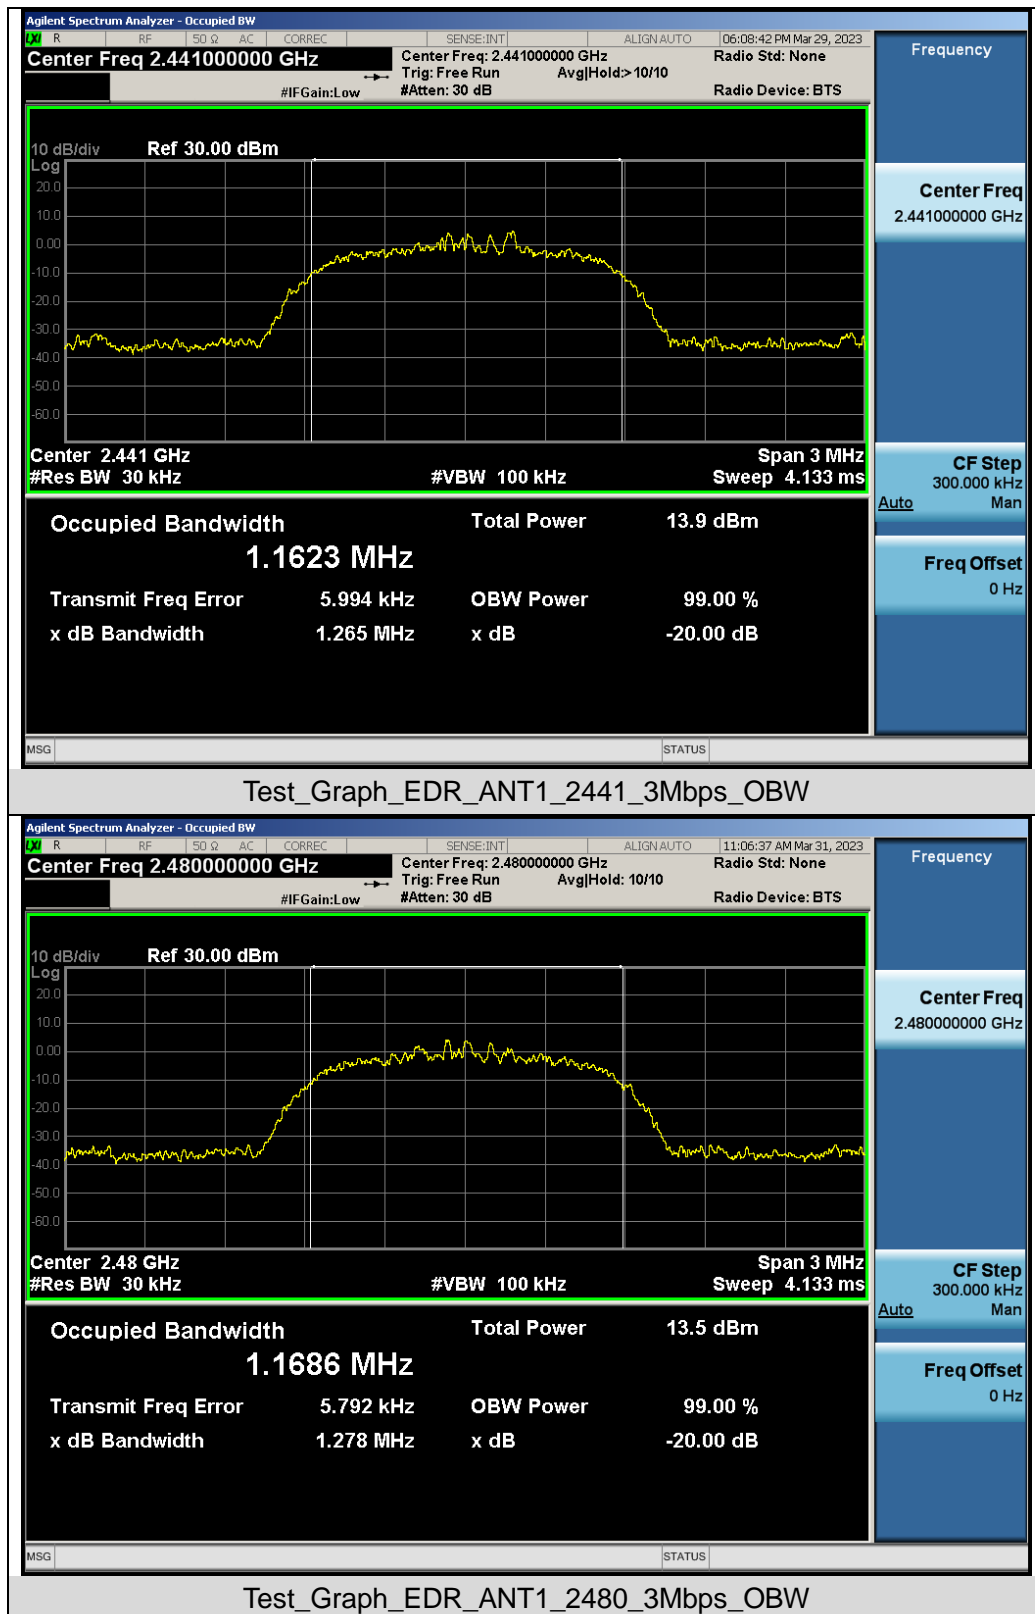 Agilent Spectrum Analyzer - Occupied BW
LXI R RF 50 Ω AC CORREC SENSE:INT ALIGN AUTO 06:08:42 PM Mar 29, 2023
Center Freq 2.441000000 GHz Center Freq: 2.441000000 GHz Radio Std: None
Trig: Free Run Avg|Hold:> 10/10
#IFGain:Low #Atten: 30 dB Radio Device: BTS
Frequency
10 dB/div Ref 30.00 dBm
Log
20.0
10.0
0.00
-10.0
-20.0
-30.0
-40.0
-50.0
-60.0
Center 2.441 GHz Span 3 MHz
#Res BW 30 kHz #VBW 100 kHz Sweep 4.133 ms
Center Freq
2.441000000 GHz
CF Step
300.000 kHz
Auto Man
Freq Offset
0 Hz
Occupied Bandwidth Total Power 13.9 dBm
1.1623 MHz
Transmit Freq Error 5.994 kHz OBW Power 99.00 %
x dB Bandwidth 1.265 MHz x dB -20.00 dB
MSG STATUS
Test_Graph_EDR_ANT1_2441_3Mbps_OBW
Agilent Spectrum Analyzer - Occupied BW
LXI R RF 50 Ω AC CORREC SENSE:INT ALIGN AUTO 11:06:37 AM Mar 31, 2023
Center Freq 2.480000000 GHz Center Freq: 2.480000000 GHz Radio Std: None
Trig: Free Run Avg|Hold: 10/10
#IFGain:Low #Atten: 30 dB Radio Device: BTS
Frequency
10 dB/div Ref 30.00 dBm
Log
20.0
10.0
0.00
-10.0
-20.0
-30.0
-40.0
-50.0
-60.0
Center 2.48 GHz Span 3 MHz
#Res BW 30 kHz #VBW 100 kHz Sweep 4.133 ms
Center Freq
2.480000000 GHz
CF Step
300.000 kHz
Auto Man
Freq Offset
0 Hz
Occupied Bandwidth Total Power 13.5 dBm
1.1686 MHz
Transmit Freq Error 5.792 kHz OBW Power 99.00 %
x dB Bandwidth 1.278 MHz x dB -20.00 dB
MSG STATUS
Test_Graph_EDR_ANT1_2480_3Mbps_OBW